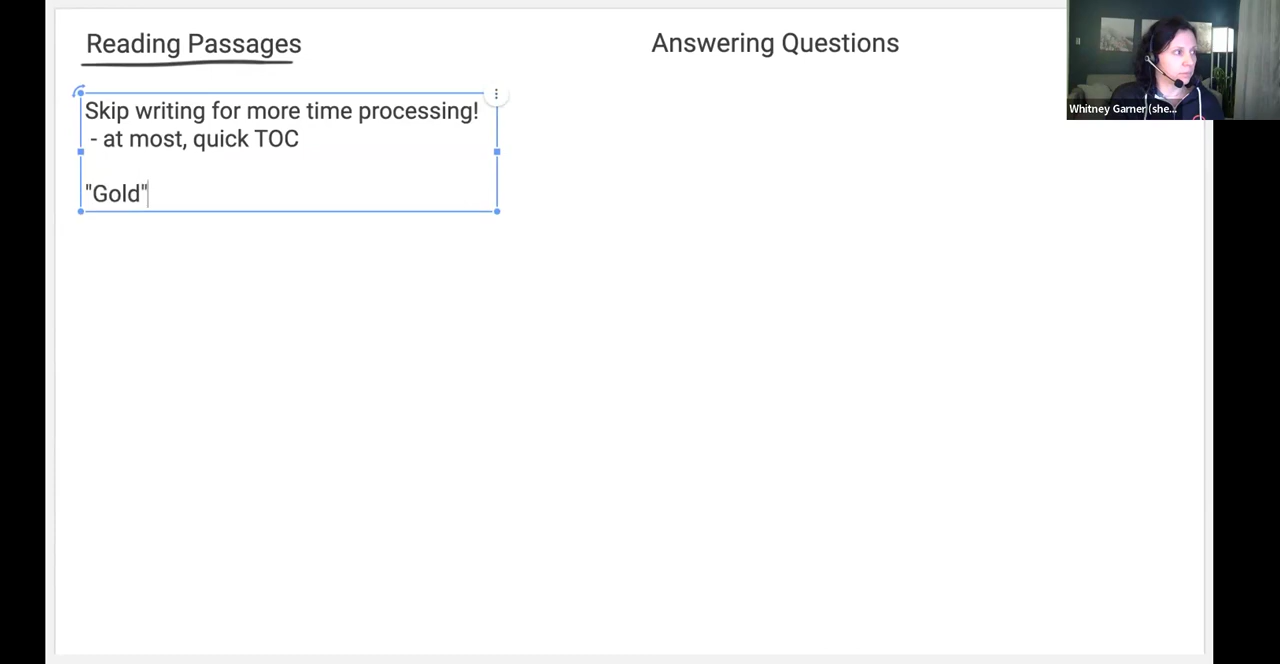 Reading Passages
Answering Questions
Skip writing for more time processing!
- at most, quick TOC
"Gold"
Whitney Garner (she...